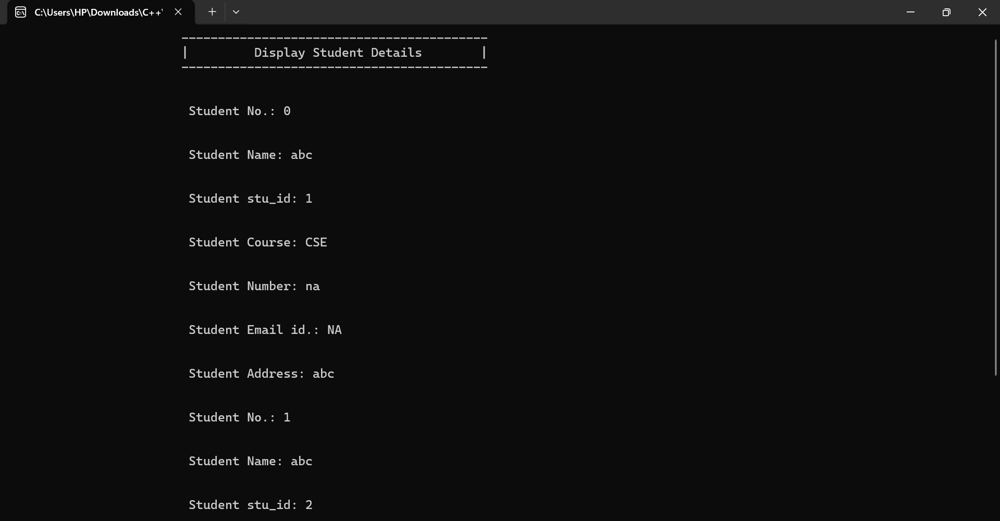 C:\Users\HP\Downloads\C++\
------------------------------------------
|         Display Student Details        |
------------------------------------------
Student No.: 0
Student Name: abc
Student stu_id: 1
Student Course: CSE
Student Number: na
Student Email id.: NA
Student Address: abc
Student No.: 1
Student Name: abc
Student stu_id: 2